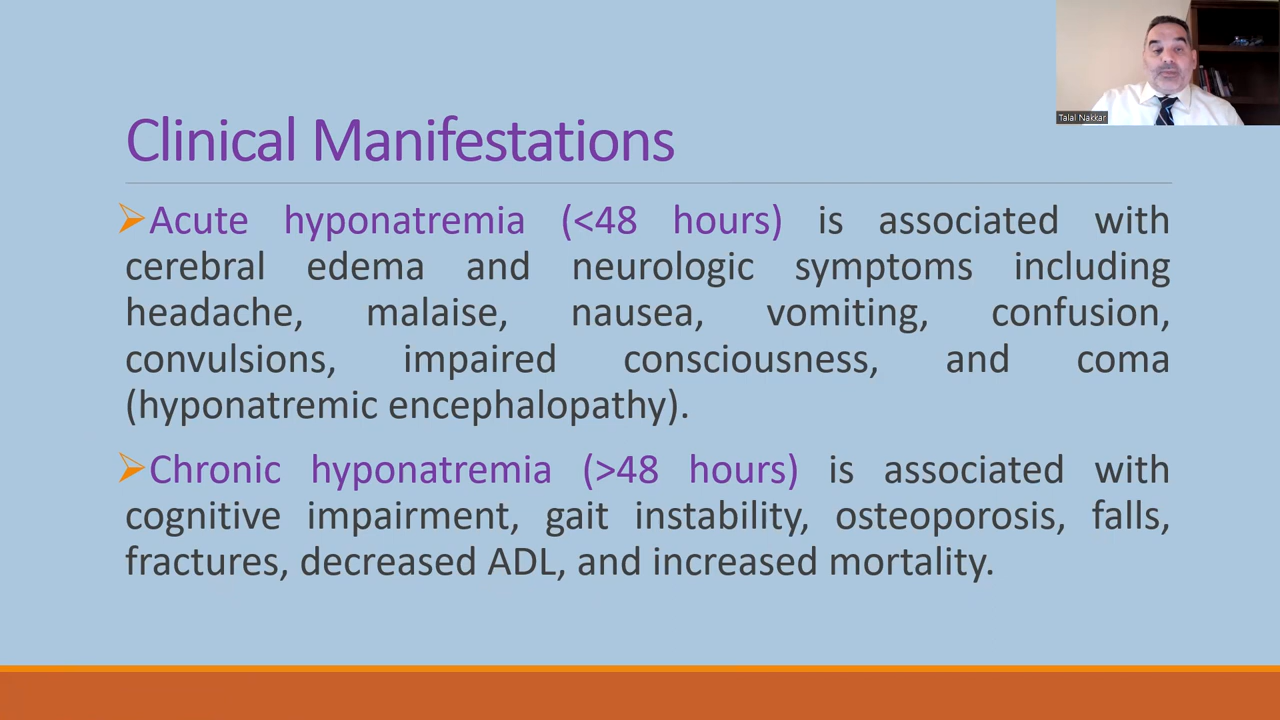 Talal Nakkar
Clinical Manifestations
Acute hyponatremia (<48 hours) is associated with
cerebral edema and neurologic symptoms including
headache, malaise, nausea, vomiting, confusion,
convulsions, impaired consciousness, and coma
(hyponatremic encephalopathy).
Chronic hyponatremia (>48 hours) is associated with
cognitive impairment, gait instability, osteoporosis, falls,
fractures, decreased ADL, and increased mortality.